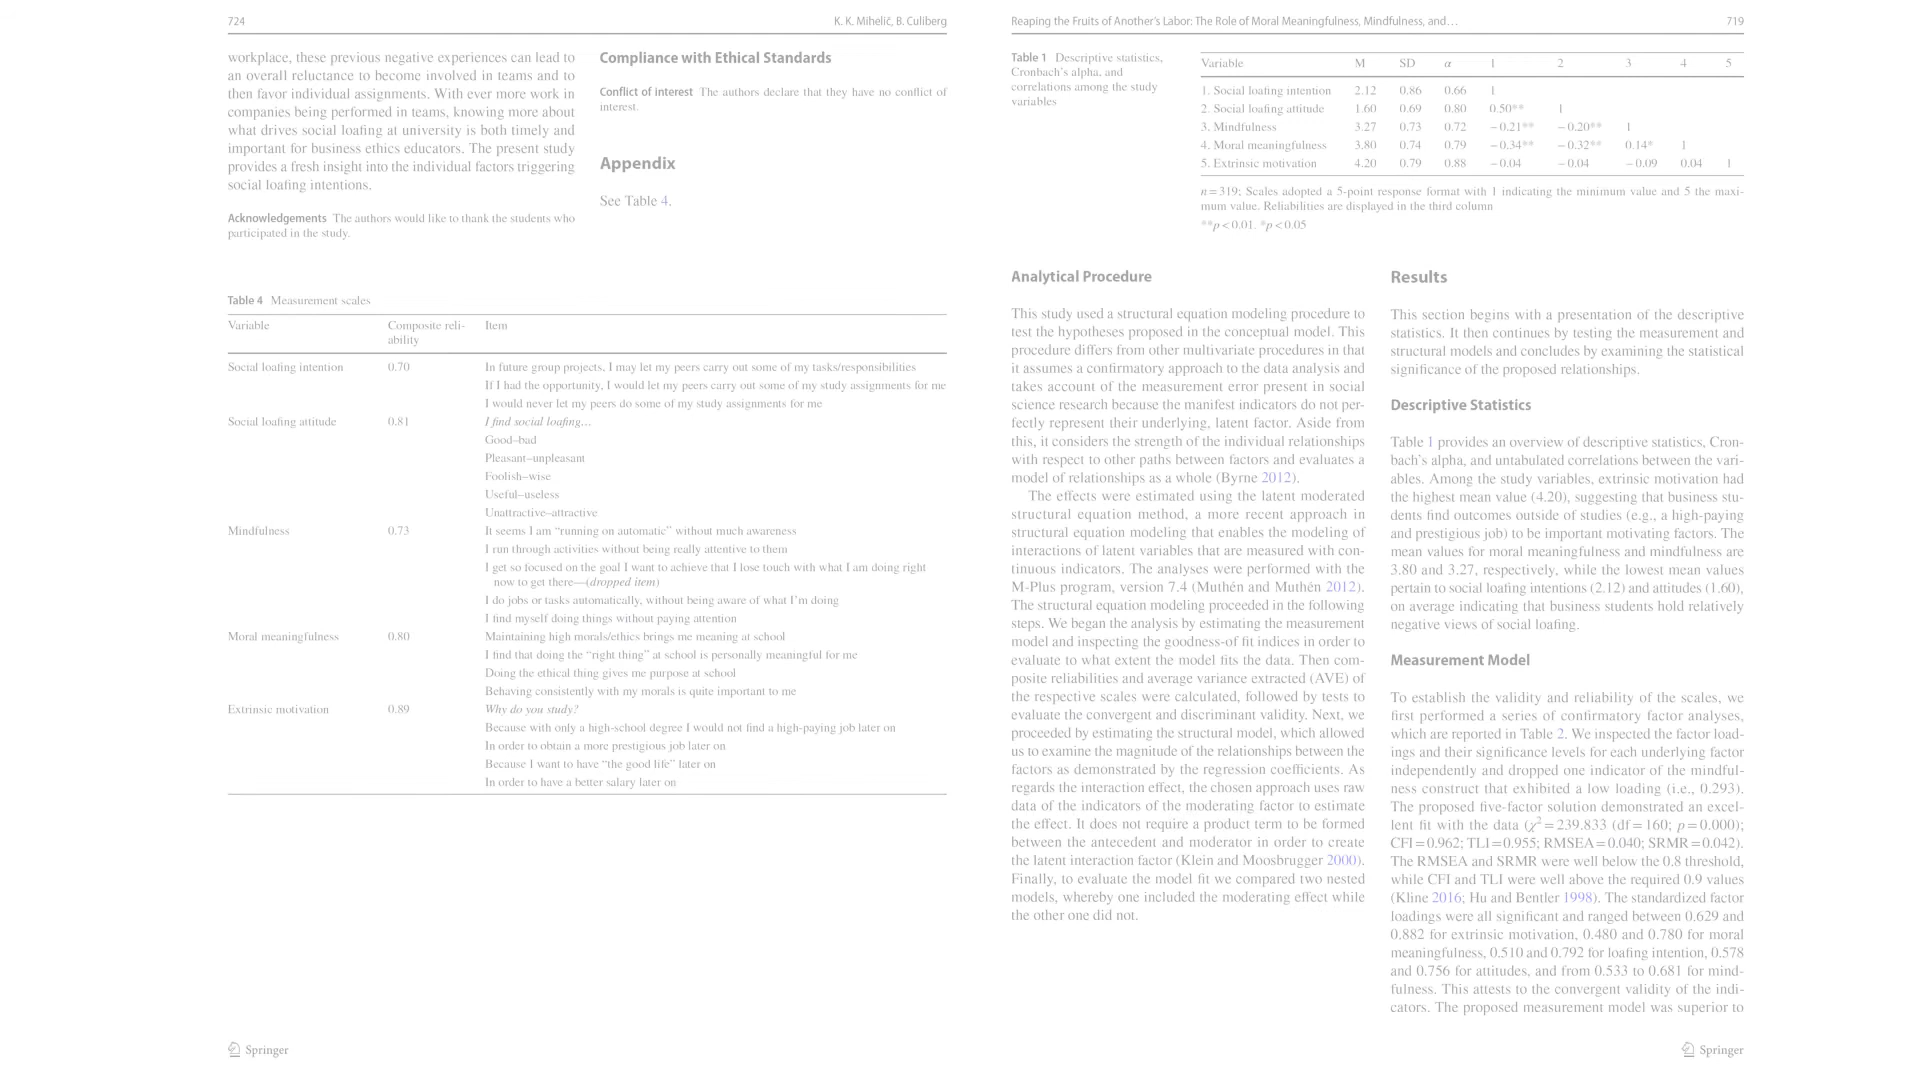 724
K. K. Mihelič, B. Culiberg
workplace, these previous negative experiences can lead to
an overall reluctance to become involved in teams and to
then favor individual assignments. With ever more work in
companies being performed in teams, knowing more about
what drives social loafing at university is both timely and
important for business ethics educators. The present study
provides a fresh insight into the individual factors triggering
social loafing intentions.
Acknowledgements The authors would like to thank the students who
participated in the study.
Compliance with Ethical Standards
Conflict of interest The authors declare that they have no conflict of
interest.
Appendix
See Table 4.
Table 4 Measurement scales
Variable Composite reli- Item
ability
Social loafing intention 0.70 In future group projects, I may let my peers carry out some of my tasks/responsibilities
If I had the opportunity, I would let my peers carry out some of my study assignments for me
I would never let my peers do some of my study assignments for me
Social loafing attitude 0.81 I find social loafing…
Good–bad
Pleasant–unpleasant
Foolish–wise
Useful–useless
Unattractive–attractive
Mindfulness 0.73 It seems I am “running on automatic” without much awareness
I run through activities without being really attentive to them
I get so focused on the goal I want to achieve that I lose touch with what I am doing right
now to get there—(dropped item)
I do jobs or tasks automatically, without being aware of what I’m doing
I find myself doing things without paying attention
Moral meaningfulness 0.80 Maintaining high morals/ethics brings me meaning at school
I find that doing the “right thing” at school is personally meaningful for me
Doing the ethical thing gives me purpose at school
Behaving consistently with my morals is quite important to me
Extrinsic motivation 0.89 Why do you study?
Because with only a high-school degree I would not find a high-paying job later on
In order to obtain a more prestigious job later on
Because I want to have “the good life” later on
In order to have a better salary later on
Springer
Reaping the Fruits of Another’s Labor: The Role of Moral Meaningfulness, Mindfulness, and…
719
Table 1 Descriptive statistics,
Cronbach’s alpha, and
correlations among the study
variables
Variable M SD α 1 2 3 4 5
1. Social loafing intention 2.12 0.86 0.66 1
2. Social loafing attitude 1.60 0.69 0.80 0.50** 1
3. Mindfulness 3.27 0.73 0.72 −0.21** −0.20** 1
4. Moral meaningfulness 3.80 0.74 0.79 −0.34** −0.32** 0.14* 1
5. Extrinsic motivation 4.20 0.79 0.88 −0.04 −0.04 −0.09 0.04 1
n=319; Scales adopted a 5-point response format with 1 indicating the minimum value and 5 the maxi-
mum value. Reliabilities are displayed in the third column
**p<0.01. *p<0.05
Analytical Procedure
This study used a structural equation modeling procedure to
test the hypotheses proposed in the conceptual model. This
procedure differs from other multivariate procedures in that
it assumes a confirmatory approach to the data analysis and
takes account of the measurement error present in social
science research because the manifest indicators do not per-
fectly represent their underlying, latent factor. Aside from
this, it considers the strength of the individual relationships
with respect to other paths between factors and evaluates a
model of relationships as a whole (Byrne 2012).
The effects were estimated using the latent moderated
structural equation method, a more recent approach in
structural equation modeling that enables the modeling of
interactions of latent variables that are measured with con-
tinuous indicators. The analyses were performed with the
M-Plus program, version 7.4 (Muthén and Muthén 2012).
The structural equation modeling proceeded in the following
steps. We began the analysis by estimating the measurement
model and inspecting the goodness-of fit indices in order to
evaluate to what extent the model fits the data. Then com-
posite reliabilities and average variance extracted (AVE) of
the respective scales were calculated, followed by tests to
evaluate the convergent and discriminant validity. Next, we
proceeded by estimating the structural model, which allowed
us to examine the magnitude of the relationships between the
factors as demonstrated by the regression coefficients. As
regards the interaction effect, the chosen approach uses raw
data of the indicators of the moderating factor to estimate
the effect. It does not require a product term to be formed
between the antecedent and moderator in order to create
the latent interaction factor (Klein and Moosbrugger 2000).
Finally, to evaluate the model fit we compared two nested
models, whereby one included the moderating effect while
the other one did not.
Results
This section begins with a presentation of the descriptive
statistics. It then continues by testing the measurement and
structural models and concludes by examining the statistical
significance of the proposed relationships.
Descriptive Statistics
Table 1 provides an overview of descriptive statistics, Cron-
bach’s alpha, and untabulated correlations between the vari-
ables. Among the study variables, extrinsic motivation had
the highest mean value (4.20), suggesting that business stu-
dents find outcomes outside of studies (e.g., a high-paying
and prestigious job) to be important motivating factors. The
mean values for moral meaningfulness and mindfulness are
3.80 and 3.27, respectively, while the lowest mean values
pertain to social loafing intentions (2.12) and attitudes (1.60),
on average indicating that business students hold relatively
negative views of social loafing.
Measurement Model
To establish the validity and reliability of the scales, we
first performed a series of confirmatory factor analyses,
which are reported in Table 2. We inspected the factor load-
ings and their significance levels for each underlying factor
independently and dropped one indicator of the mindful-
ness construct that exhibited a low loading (i.e., 0.293).
The proposed five-factor solution demonstrated an excel-
lent fit with the data (χ²=239.833 (df=160; p=0.000);
CFI=0.962; TLI=0.955; RMSEA=0.040; SRMR=0.042).
The RMSEA and SRMR were well below the 0.8 threshold,
while CFI and TLI were well above the required 0.9 values
(Kline 2016; Hu and Bentler 1998). The standardized factor
loadings were all significant and ranged between 0.629 and
0.882 for extrinsic motivation, 0.480 and 0.780 for moral
meaningfulness, 0.510 and 0.792 for loafing intention, 0.578
and 0.756 for attitudes, and from 0.533 to 0.681 for mind-
fulness. This attests to the convergent validity of the indi-
cators. The proposed measurement model was superior to
Springer